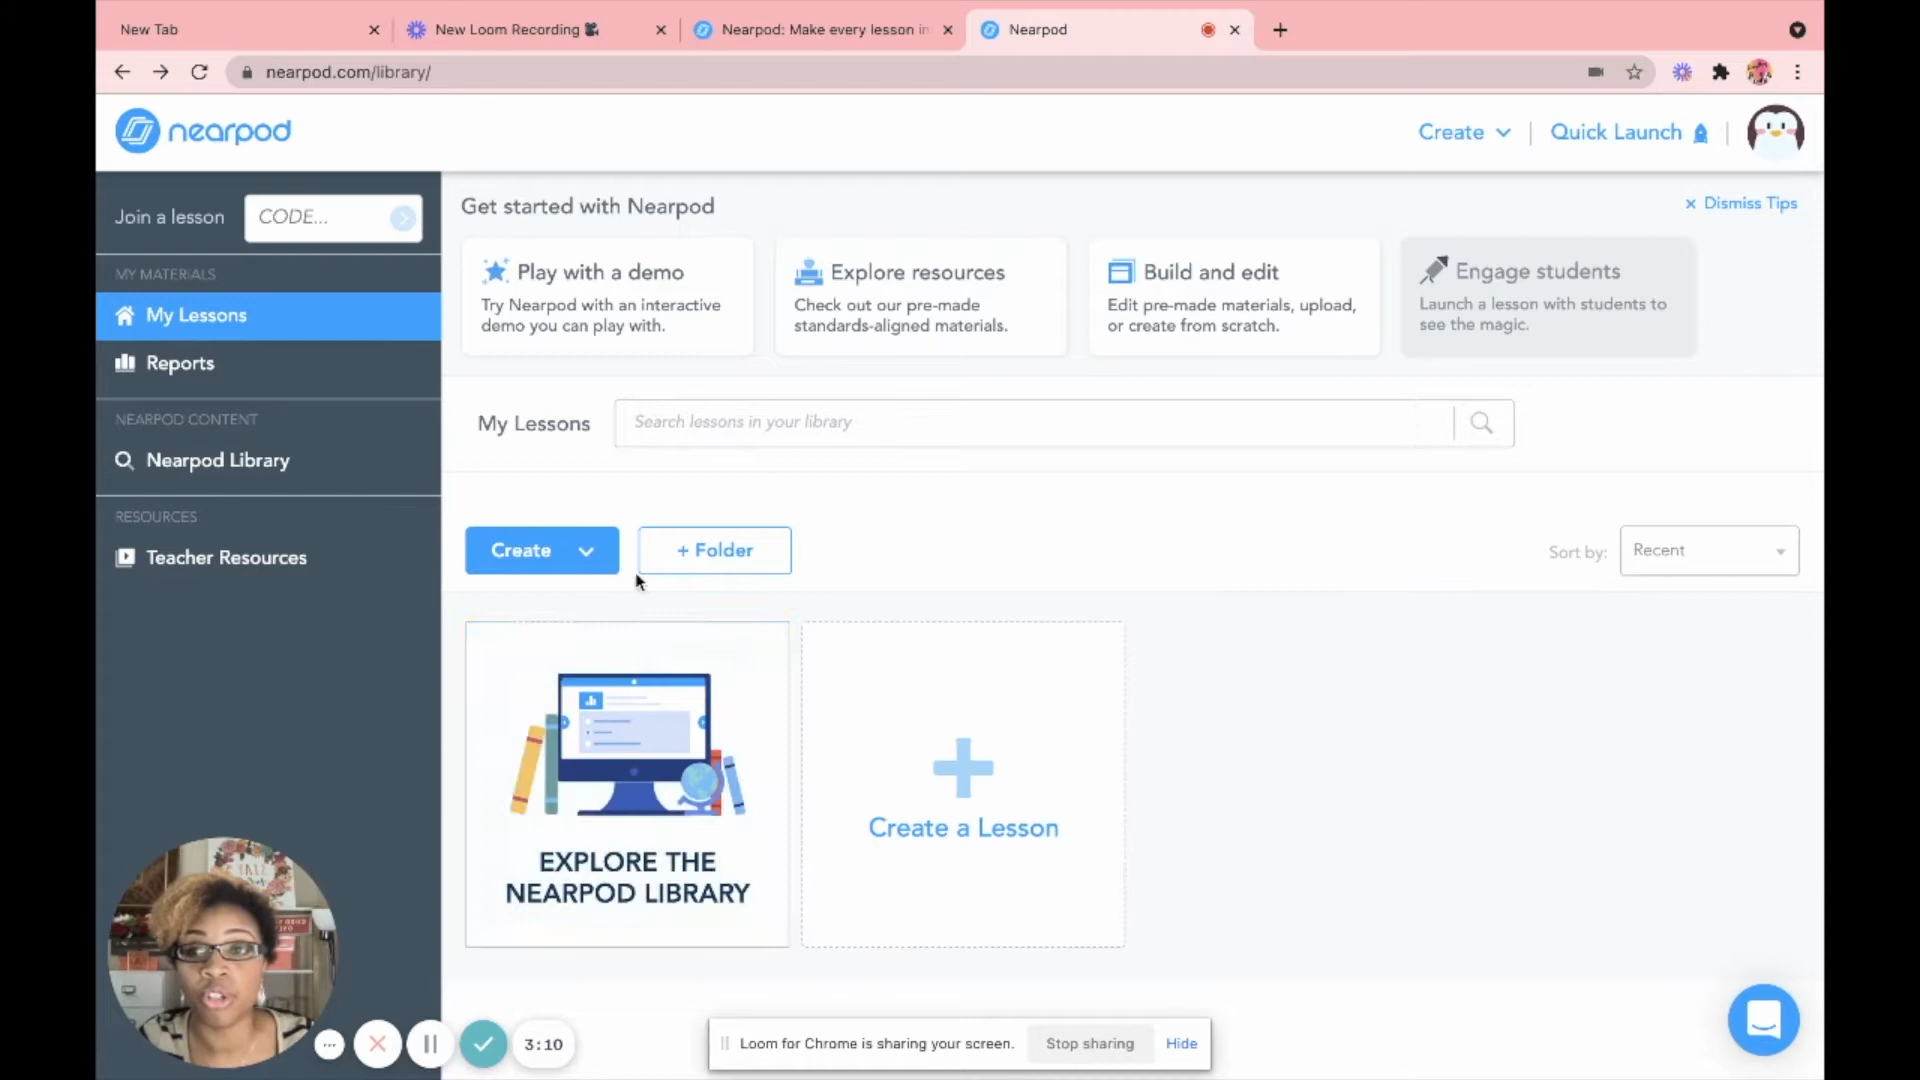 New Tab
New Loom Recording
Nearpod: Make every lesson in
Nearpod
nearpod.com/library/
nearpod
Create
Quick Launch
Join a lesson
CODE...
MY MATERIALS
My Lessons
Reports
NEARPOD CONTENT
Nearpod Library
RESOURCES
Teacher Resources
Get started with Nearpod
Dismiss Tips
Play with a demo
Try Nearpod with an interactive
demo you can play with.
Explore resources
Check out our pre-made
standards-aligned materials.
Build and edit
Edit pre-made materials, upload,
or create from scratch.
Engage students
Launch a lesson with students to
see the magic.
My Lessons
Search lessons in your library
Create
+ Folder
Sort by:
Recent
EXPLORE THE
NEARPOD LIBRARY
Create a Lesson
3:10
Loom for Chrome is sharing your screen.
Stop sharing
Hide